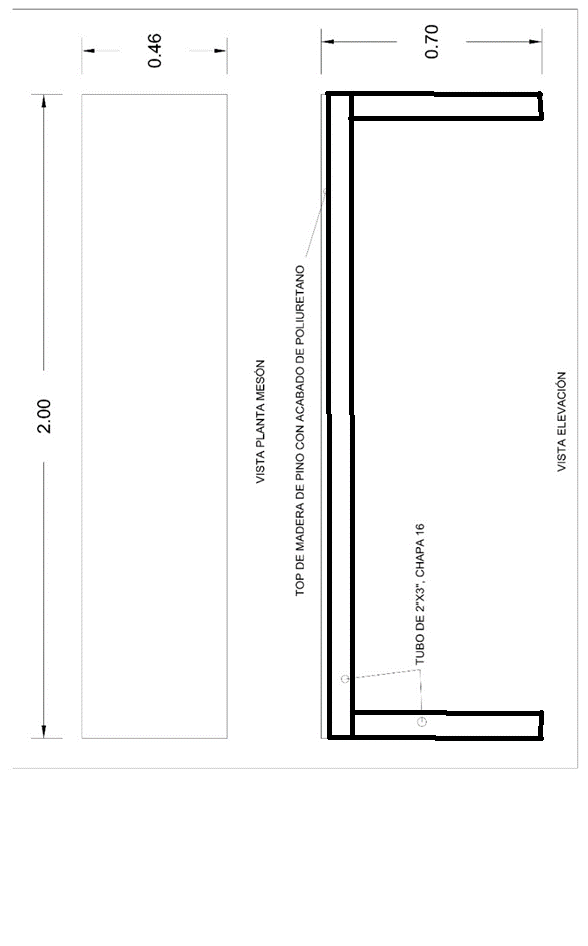 0.46
2.00
VISTA PLANTA MESÓN
0.70
TOP DE MADERA DE PINO CON ACABADO DE POLIURETANO
TUBO DE 2"X3", CHAPA 16
VISTA ELEVACIÓN